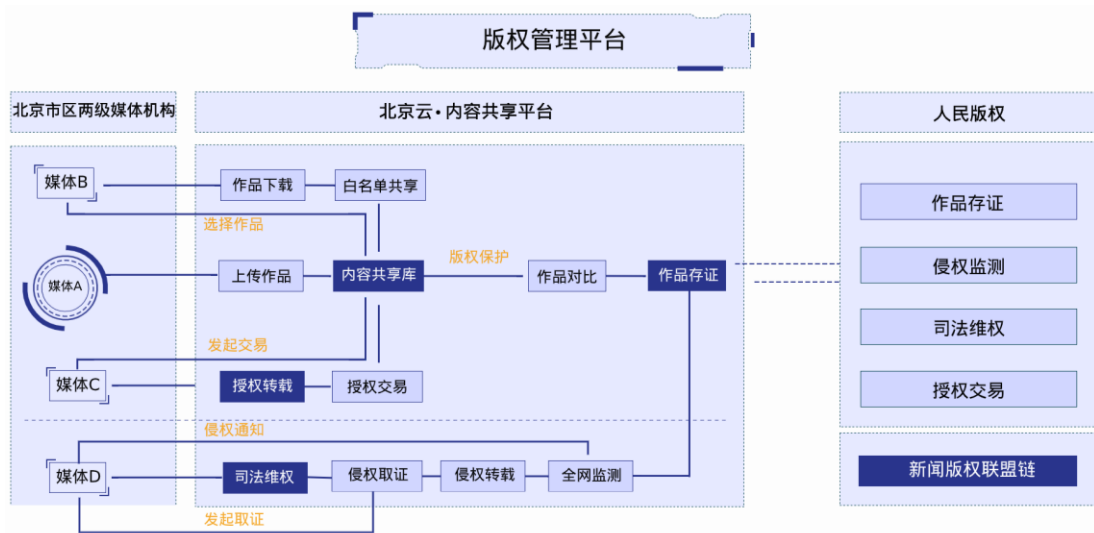 版权管理平台
北京市区两级媒体机构
北京云·内容共享平台
人民版权
媒体B
作品下载
白名单共享
选择作品
媒体A
上传作品
内容共享库
版权保护
作品对比
作品存证
发起交易
媒体C
授权转载
授权交易
侵权通知
媒体D
司法维权
侵权取证
侵权转载
全网监测
发起取证
作品存证
侵权监测
司法维权
授权交易
新闻版权联盟链